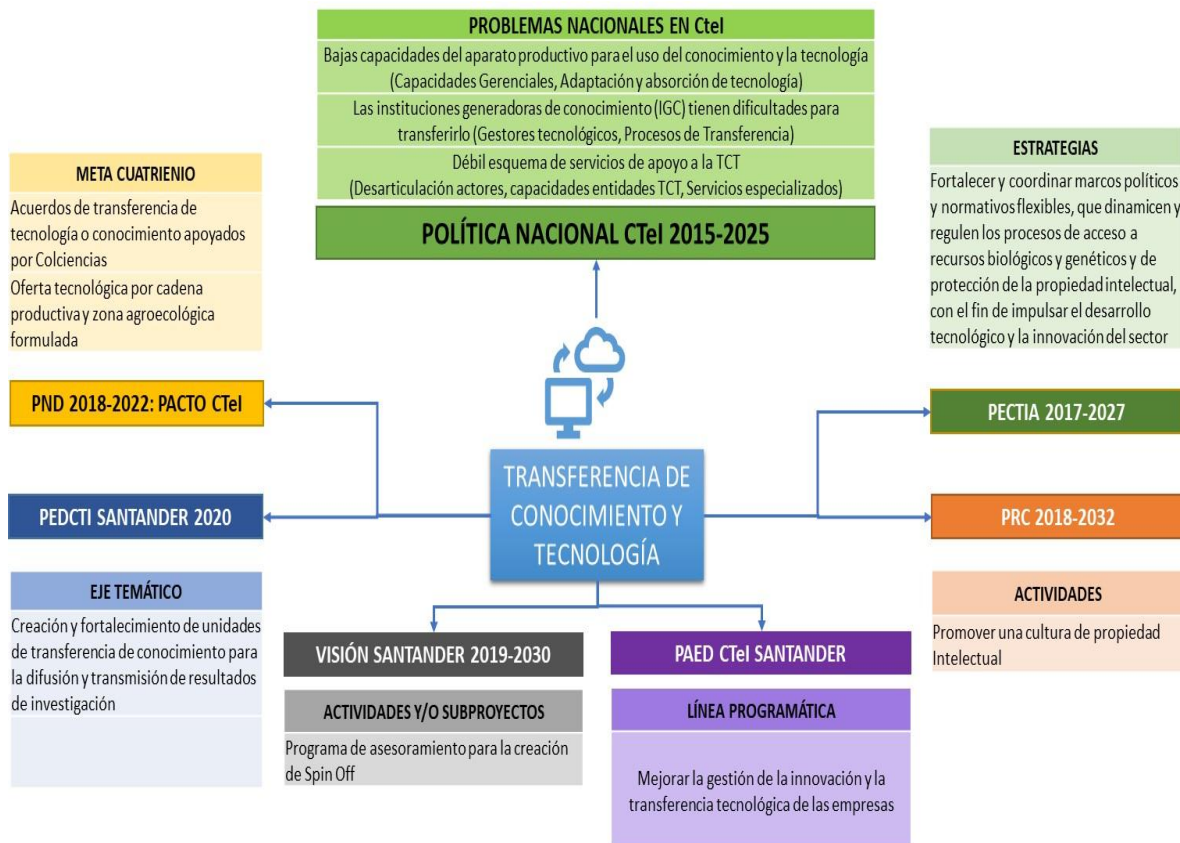 PROBLEMAS NACIONALES EN CteI
Bajas capacidades del aparato productivo para el uso del conocimiento y la tecnología
(Capacidades Gerenciales, Adaptación y absorción de tecnología)
Las instituciones generadoras de conocimiento (IGC) tienen dificultades para
transferirlo (Gestores tecnológicos, Procesos de Transferencia)
Débil esquema de servicios de apoyo a la TCT
(Desarticulación actores, capacidades entidades TCT, Servicios especializados)
POLÍTICA NACIONAL CTeI 2015-2025
META CUATRIENIO
Acuerdos de transferencia de
tecnología o conocimiento apoyados
por Colciencias
Oferta tecnológica por cadena
productiva y zona agroecológica
formulada
PND 2018-2022: PACTO CTeI
ESTRATEGIAS
Fortalecer y coordinar marcos políticos
y normativos flexibles, que dinamicen y
regulen los procesos de acceso a
recursos biológicos y genéticos y de
protección de la propiedad intelectual,
con el fin de impulsar el desarrollo
tecnológico y la innovación del sector
PECTIA 2017-2027
TRANSFERENCIA DE
CONOCIMIENTO Y
TECNOLOGÍA
PEDCTI SANTANDER 2020
EJE TEMÁTICO
Creación y fortalecimiento de unidades
de transferencia de conocimiento para
la difusión y transmisión de resultados
de investigación
PRC 2018-2032
ACTIVIDADES
Promover una cultura de propiedad
Intelectual
VISIÓN SANTANDER 2019-2030
ACTIVIDADES Y/O SUBPROYECTOS
Programa de asesoramiento para la creación
de Spin Off
PAED CTeI SANTANDER
LÍNEA PROGRAMÁTICA
Mejorar la gestión de la innovación y la
transferencia tecnológica de las empresas